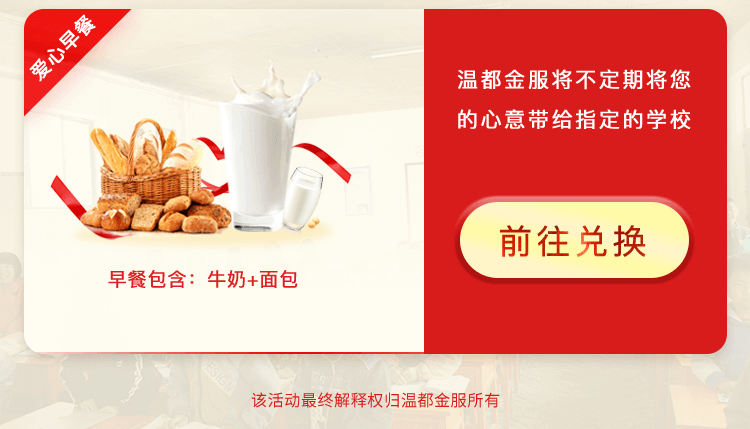 爱心早餐
温都金服将不定期将您
的心意带给指定的学校
前往兑换
早餐包含：牛奶+面包
该活动最终解释权归温都金服所有